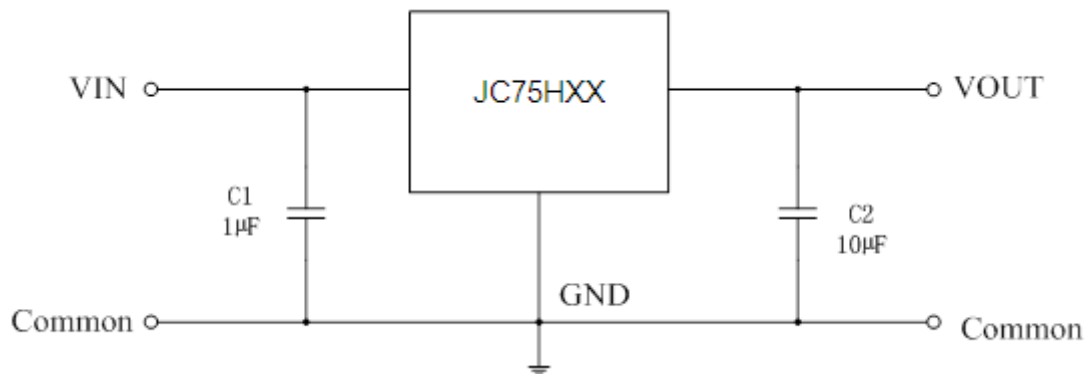 VIN
JC75HXX
VOUT
C1
1μF
C2
10μF
GND
Common
Common